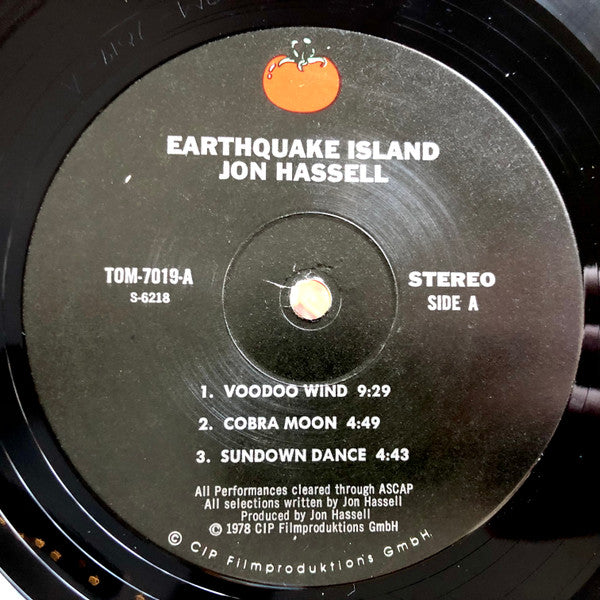 EARTHQUAKE ISLAND
JON HASSELL
TOM-7019-A
S-6218
STEREO
SIDE A
1. VOODOO WIND 9:29
2. COBRA MOON 4:49
3. SUNDOWN DANCE 4:43
All Performances cleared through ASCAP
All selections written by Jon Hassell
Produced by Jon Hassell
© 1978 CIP Filmproduktions GmbH
© CIP Filmproduktion's GmbH.